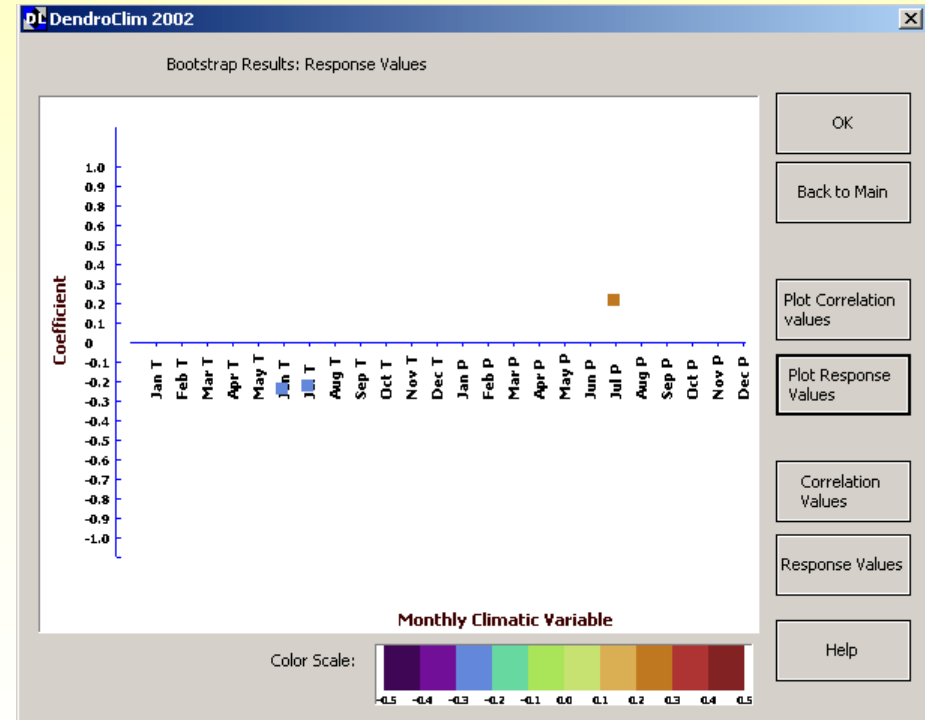 DendroClim 2002
Bootstrap Results: Response Values
1.0
0.9
0.8
0.6
0.5
0.4
0.3
0.2
0.1
0
-0.1
-0.2
-0.3
-0.4
-0.5
-0.6
-0.7
-0.8
-0.9
-1.0
Coefficient
Jan T
Feb T
Mar T
Apr T
May T
T
T
Aug T
Sep T
Oct T
Nov T
Dec T
Jan P
Feb P
Mar P
Apr P
May P
Jun P
Jul P
Aug P
Sep P
Oct P
Nov P
Dec P
Monthly Climatic Variable
Color Scale:
-0.5 -0.4 -0.3 -0.2 -0.1 0.0 0.1 0.2 0.3 0.4 0.5
OK
Back to Main
Plot Correlation
values
Plot Response
Values
Correlation
Values
Response Values
Help